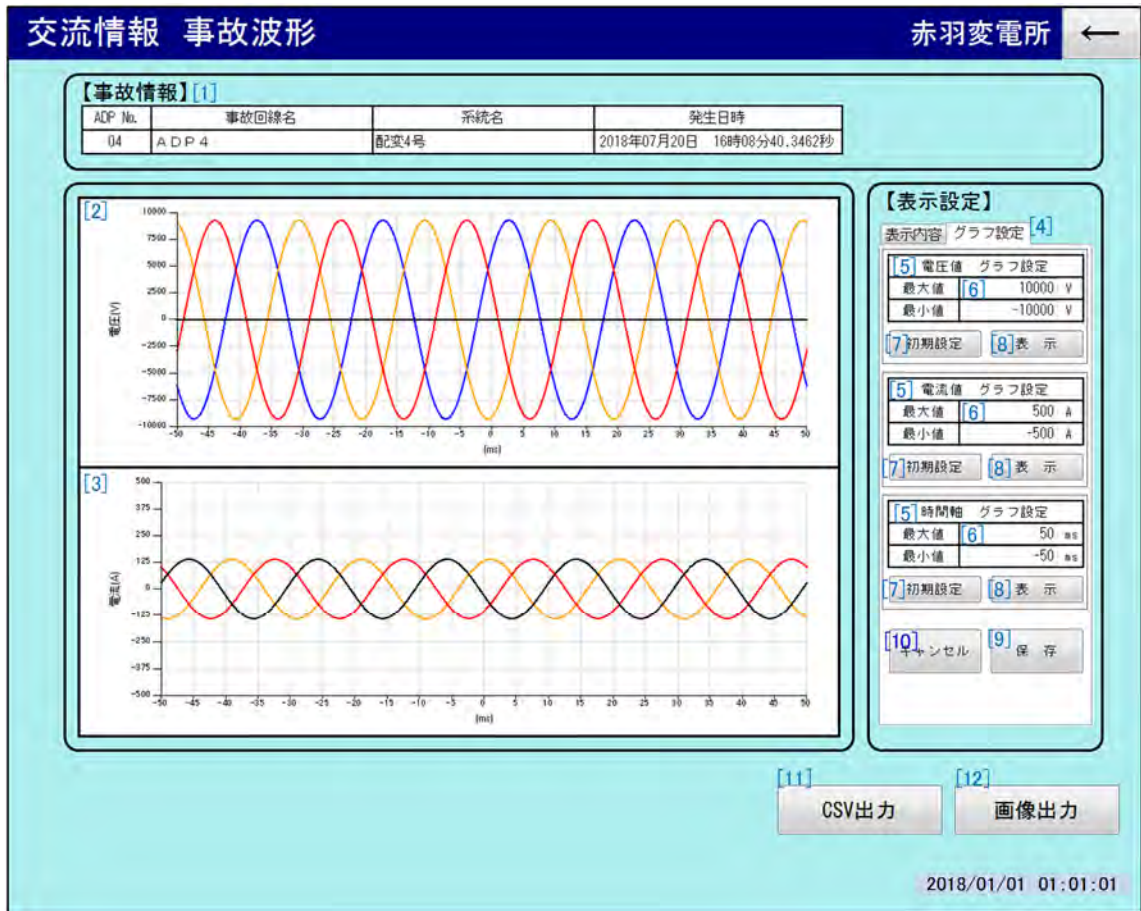 交流情報 事故波形 赤羽変電所 ←
【事故情報】[1]
ADP No. 事故回線名 系統名 発生日時
04 ADP4 配変4号 2018年07月20日 16時08分40.3462秒
[2]
10000
7500
5000
2500
0
-2500
-5000
-7500
-10000
電圧(V)
-50 -45 -40 -35 -30 -25 -20 -15 -10 -5 0 5 10 15 20 25 30 35 40 45 50
(ms)
[3]
500
375
250
125
0
-125
-250
-375
-500
電流(A)
-50 -45 -40 -35 -30 -25 -20 -15 -10 -5 0 5 10 15 20 25 30 35 40 45 50
(ms)
【表示設定】
表示内容 グラフ設定 [4]
[5] 電圧値 グラフ設定
最大値 [6] 10000 V
最小値 -10000 V
[7]初期設定 [8]表 示
[5] 電流値 グラフ設定
最大値 [6] 500 A
最小値 -500 A
[7]初期設定 [8]表 示
[5] 時間軸 グラフ設定
最大値 [6] 50 ms
最小値 -50 ms
[7]初期設定 [8]表 示
[10]キャンセル [9]保 存
[11] [12]
CSV出力 画像出力
2018/01/01 01:01:01